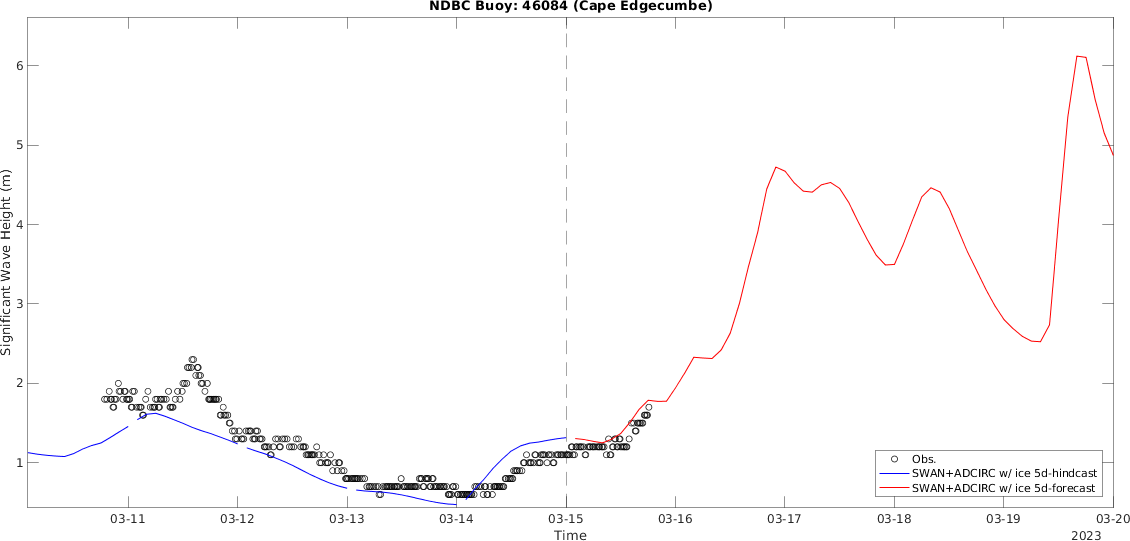 NDBC Buoy: 46084 (Cape Edgecumbe)
Significant Wave Height (m)
6
5
4
3
2
1
Obs.
SWAN+ADCIRC w/ ice 5d-hindcast
SWAN+ADCIRC w/ ice 5d-forecast
03-11 03-12 03-13 03-14 03-15 03-16 03-17 03-18 03-19 03-20
Time
2023